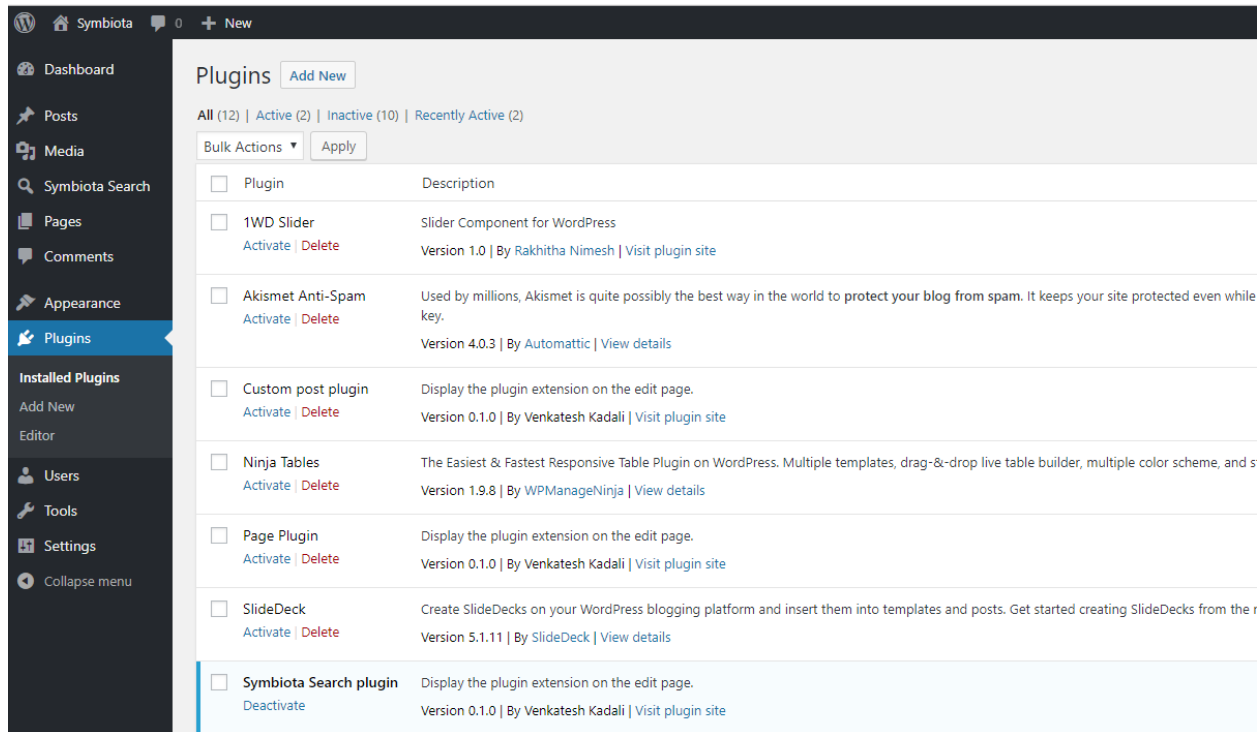 Symbiota 0 New
Dashboard
Posts
Media
Symbiota Search
Pages
Comments
Appearance
Plugins
Installed Plugins
Add New
Editor
Users
Tools
Settings
Collapse menu
Plugins Add New
All (12) | Active (2) | Inactive (10) | Recently Active (2)
Bulk Actions Apply
Plugin Description
1WD Slider Slider Component for WordPress
Activate | Delete
Version 1.0 | By Rakhitha Nimesh | Visit plugin site
Akismet Anti-Spam Used by millions, Akismet is quite possibly the best way in the world to protect your blog from spam. It keeps your site protected even while
Activate | Delete key.
Version 4.0.3 | By Automattic | View details
Custom post plugin Display the plugin extension on the edit page.
Activate | Delete
Version 0.1.0 | By Venkatesh Kadali | Visit plugin site
Ninja Tables The Easiest & Fastest Responsive Table Plugin on WordPress. Multiple templates, drag-&-drop live table builder, multiple color scheme, and
Activate | Delete
Version 1.9.8 | By WPManageNinja | View details
Page Plugin Display the plugin extension on the edit page.
Activate | Delete
Version 0.1.0 | By Venkatesh Kadali | Visit plugin site
SlideDeck Create SlideDecks on your WordPress blogging platform and insert them into templates and posts. Get started creating SlideDecks from the
Activate | Delete
Version 5.1.11 | By SlideDeck | View details
Symbiota Search plugin Display the plugin extension on the edit page.
Deactivate
Version 0.1.0 | By Venkatesh Kadali | Visit plugin site